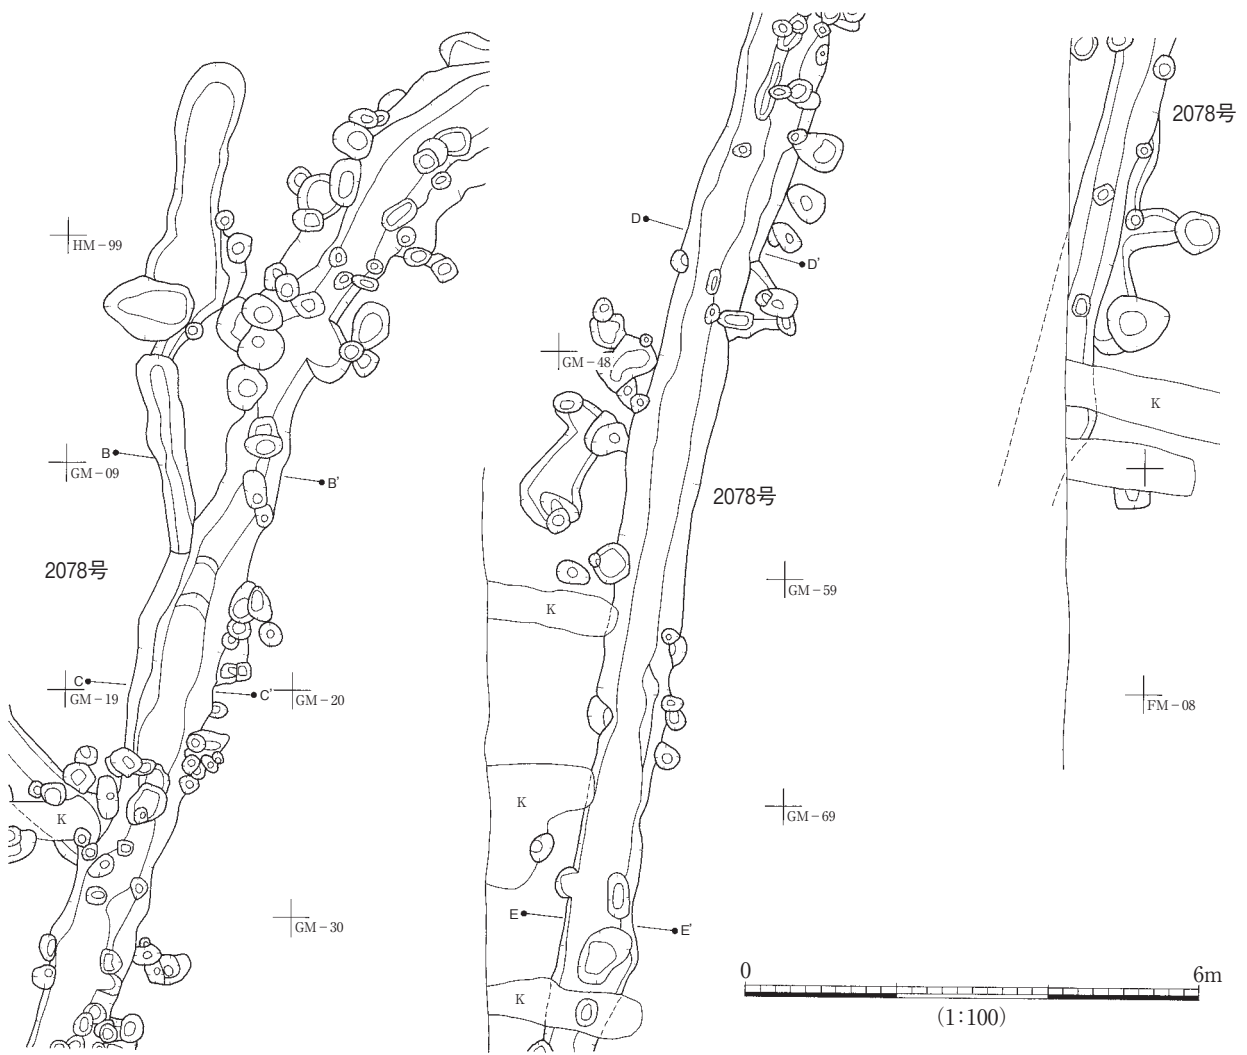 HM−99
B
GM−09
B'
2078号
C
GM−19
C'
GM−20
K
GM−30
D
D'
GM−48
2078号
GM−59
K
GM−69
K
E
E'
K
2078号
K
FM−08
0
6m
(1:100)